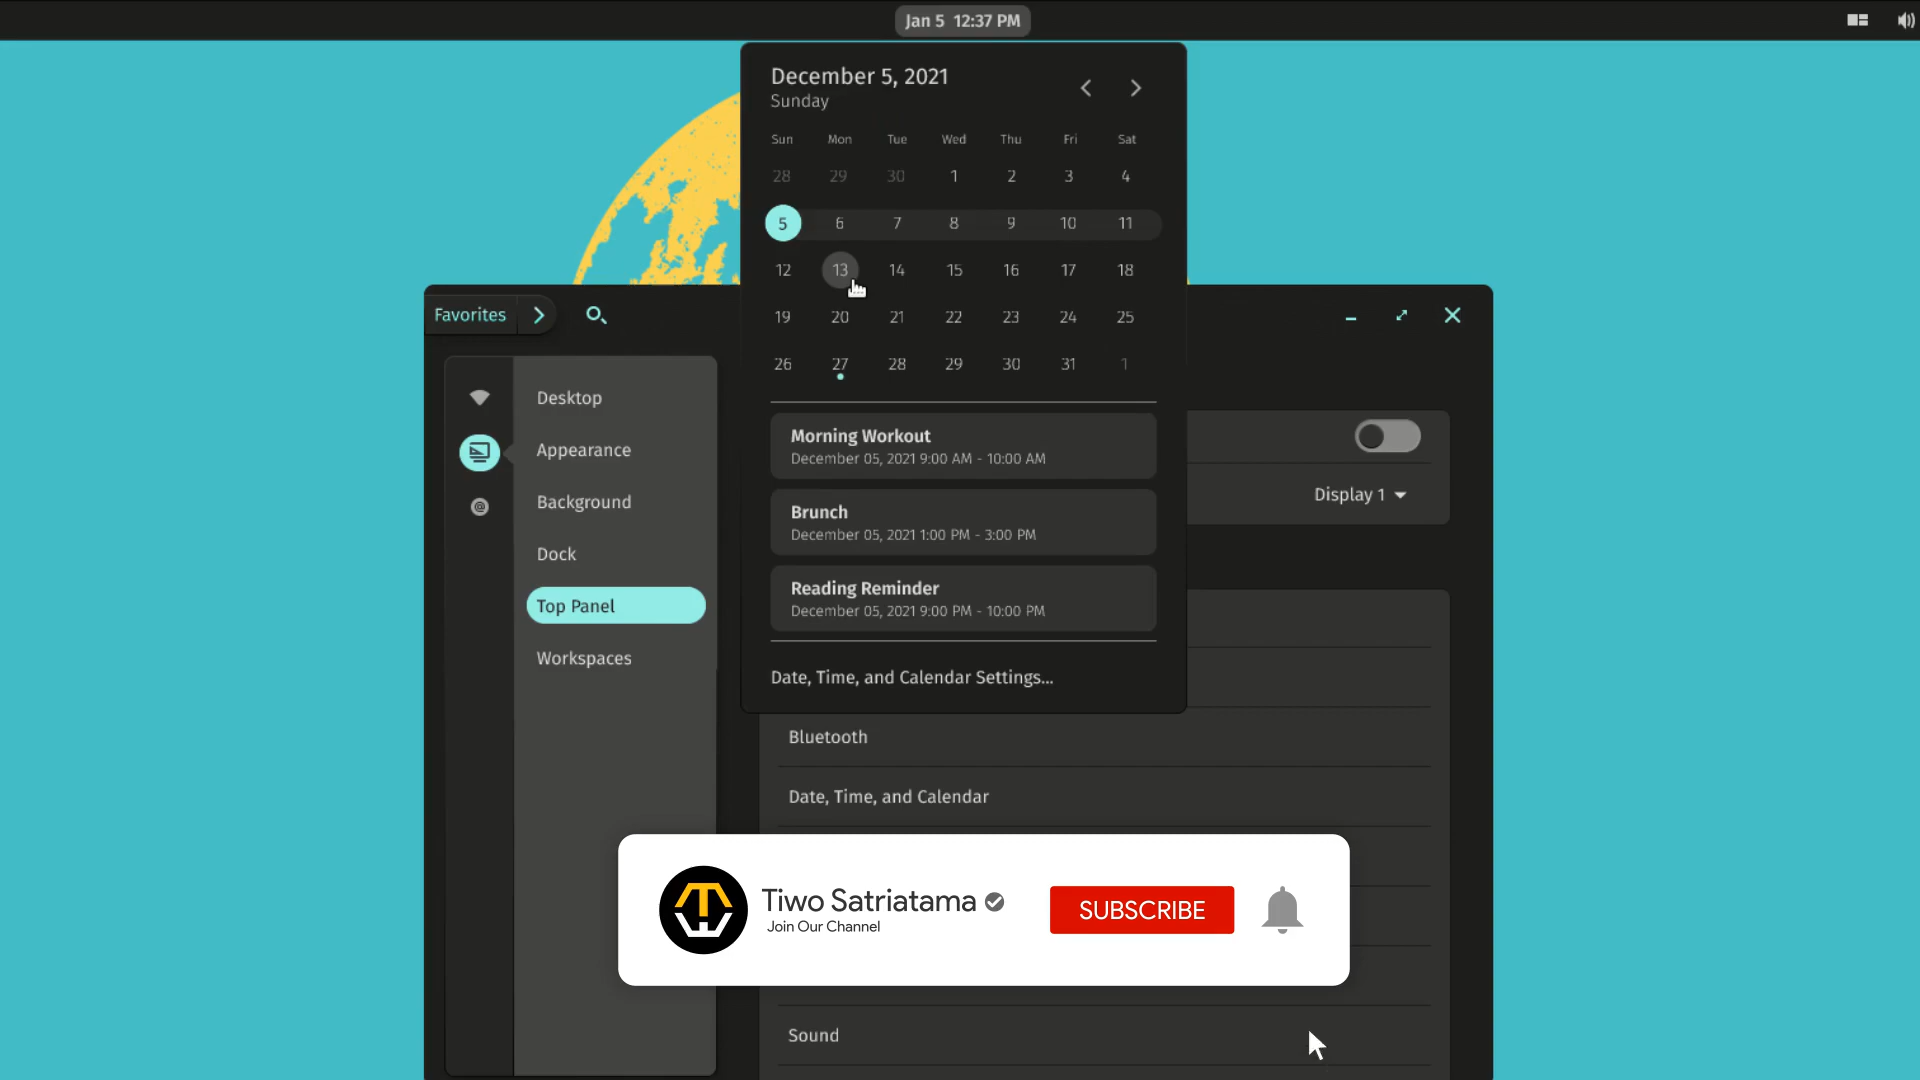 Jan 5 12:37 PM
December 5, 2021
Sunday
Sun Mon Tue Wed Thu Fri Sat
28 29 30 1 2 3 4
5 6 7 8 9 10 11
12 13 14 15 16 17 18
19 20 21 22 23 24 25
26 27 28 29 30 31 1
Morning Workout
December 05, 2021 9:00 AM - 10:00 AM
Brunch
December 05, 2021 1:00 PM - 3:00 PM
Reading Reminder
December 05, 2021 9:00 PM - 10:00 PM
Date, Time, and Calendar Settings...
Favorites
Desktop
Appearance
Background
Dock
Top Panel
Workspaces
Display 1
Bluetooth
Date, Time, and Calendar
Tiwo Satriatama
Join Our Channel
SUBSCRIBE
Sound